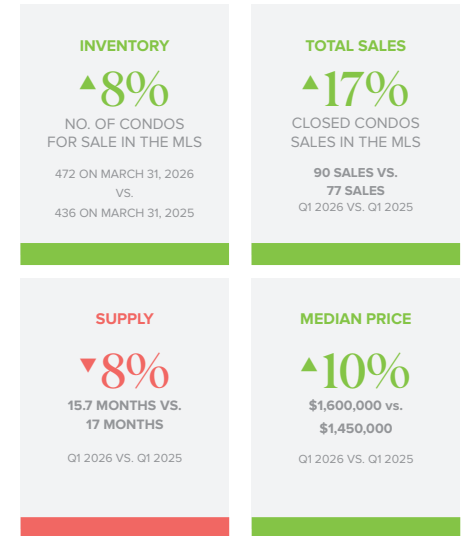 INVENTORY
▲8%
NO. OF CONDOS
FOR SALE IN THE MLS
472 ON MARCH 31, 2026
VS.
436 ON MARCH 31, 2025
TOTAL SALES
▲17%
CLOSED CONDOS
SALES IN THE MLS
90 SALES VS.
77 SALES
Q1 2026 VS. Q1 2025
SUPPLY
▼8%
15.7 MONTHS VS.
17 MONTHS
Q1 2026 VS. Q1 2025
MEDIAN PRICE
▲10%
$1,600,000 vs.
$1,450,000
Q1 2026 VS. Q1 2025